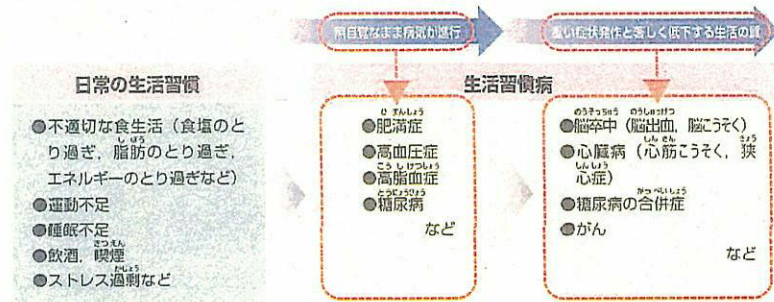 無自覚なまま病気が進行
重い症状発作と著しく低下する生活の質
日常の生活習慣
生活習慣病
●不適切な食生活（食塩のと
り過ぎ，脂肪のとり過ぎ，
エネルギーのとり過ぎなど）
●運動不足
●睡眠不足
●飲酒，喫煙
●ストレス過剰など
●肥満症
●高血圧症
●高脂血症
●糖尿病
など
●脳卒中（脳出血，脳こうそく）
●心臓病（心筋こうそく，狭
心症）
●糖尿病の合併症
●がん
など